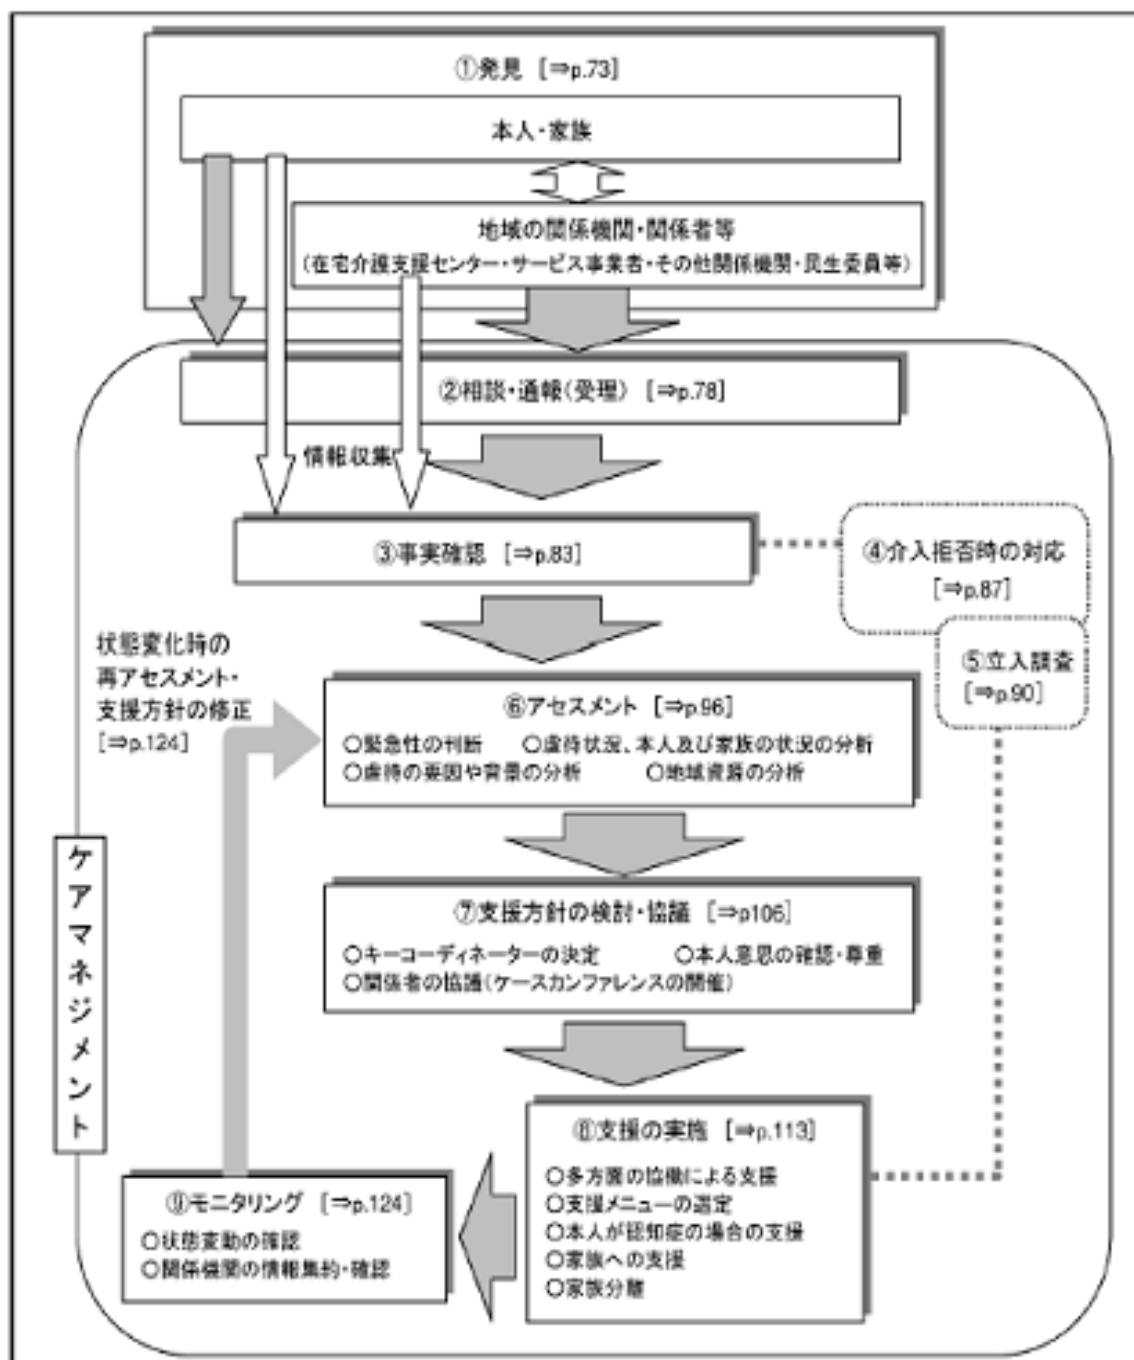 ①発見 [⇒p.73]
本人・家族
地域の関係機関・関係者等
(在宅介護支援センター・サービス事業者・その他関係機関・民生委員等)
②相談・通報(受理) [⇒p.78]
情報収集
③事実確認 [⇒p.83]
④介入拒否時の対応
[⇒p.87]
⑤立入調査
[⇒p.90]
状態変化時の
再アセスメント・
支援方針の修正
[⇒p.124]
⑥アセスメント [⇒p.96]
○緊急性の判断 ○虐待状況、本人及び家族の状況の分析
○虐待の要因や背景の分析 ○地域資源の分析
⑦支援方針の検討・協議 [⇒p106]
○キーコーディネーターの決定 ○本人意思の確認・尊重
○関係者の協議(ケースカンファレンスの開催)
ケアマネジメント
⑧支援の実施 [⇒p.113]
○多方面の協働による支援
○支援メニューの選定
○本人が認知症の場合の支援
○家族への支援
○家族分離
⑨モニタリング [⇒p.124]
○状態変動の確認
○関係機関の情報集約・確認